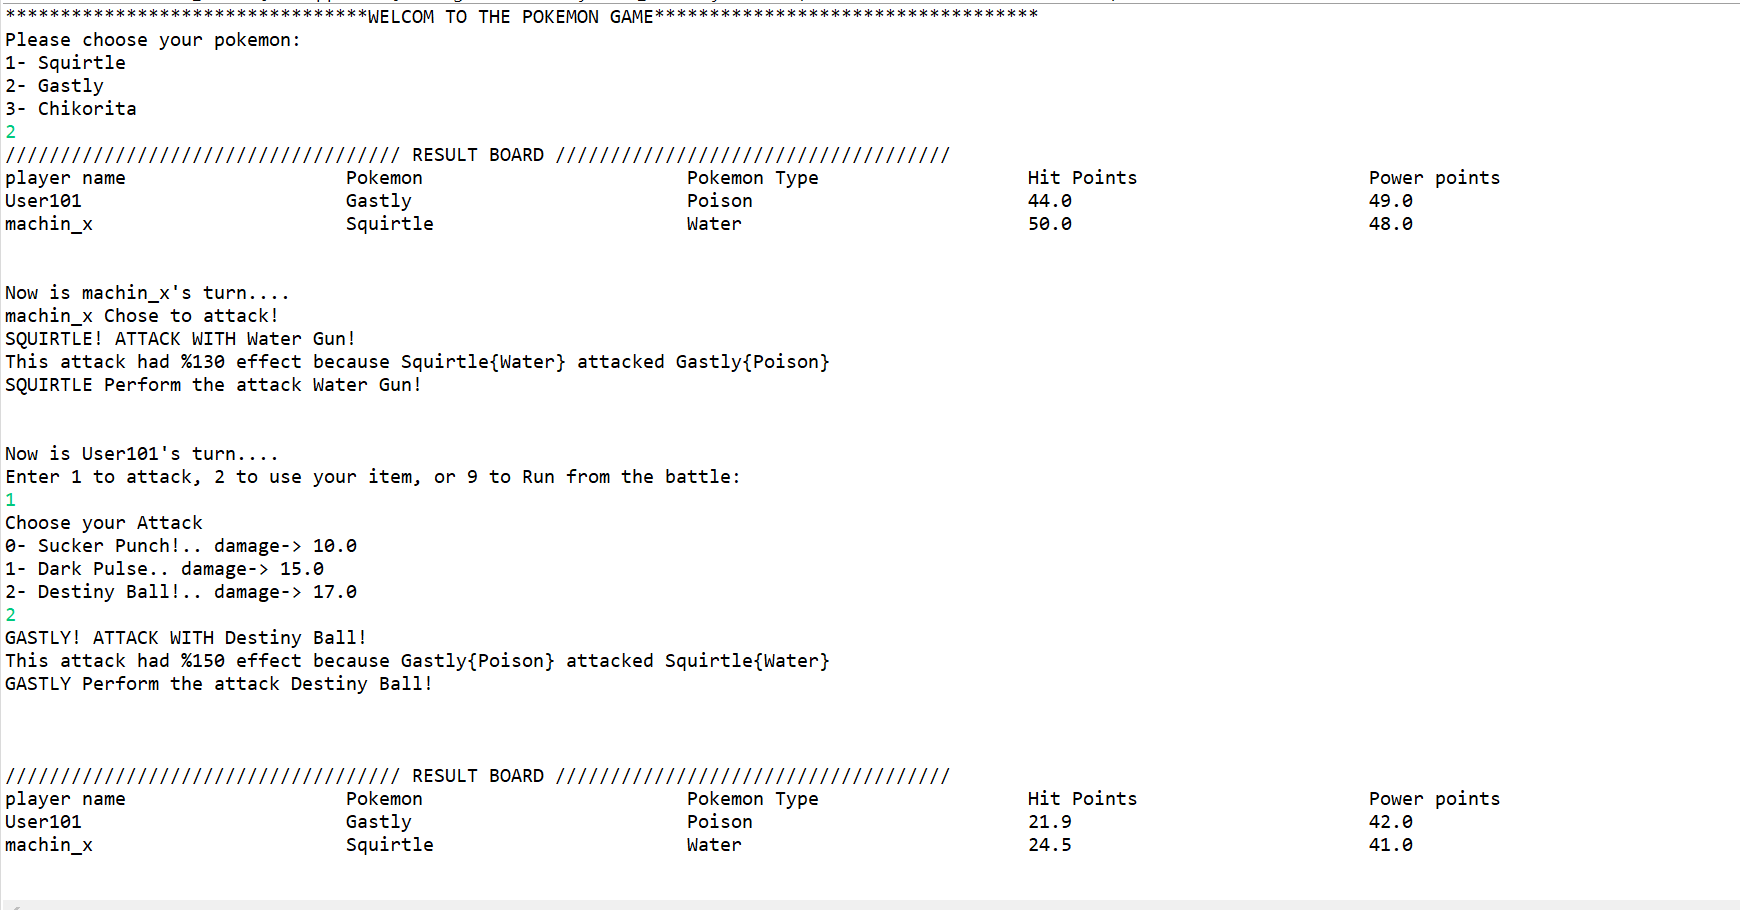 *********************************WELCOM TO THE POKEMON GAME***********************************
Please choose your pokemon:
1- Squirtle
2- Gastly
3- Chikorita
2
//////////////////////////////////// RESULT BOARD ////////////////////////////////////
player name Pokemon Pokemon Type Hit Points Power points
User101 Gastly Poison 44.0 49.0
machin_x Squirtle Water 50.0 48.0
Now is machin_x's turn....
machin_x Chose to attack!
SQUIRTLE! ATTACK WITH Water Gun!
This attack had %130 effect because Squirtle{Water} attacked Gastly{Poison}
SQUIRTLE Perform the attack Water Gun!
Now is User101's turn....
Enter 1 to attack, 2 to use your item, or 9 to Run from the battle:
1
Choose your Attack
0- Sucker Punch!.. damage-> 10.0
1- Dark Pulse.. damage-> 15.0
2- Destiny Ball!.. damage-> 17.0
2
GASTLY! ATTACK WITH Destiny Ball!
This attack had %150 effect because Gastly{Poison} attacked Squirtle{Water}
GASTLY Perform the attack Destiny Ball!
//////////////////////////////////// RESULT BOARD ////////////////////////////////////
player name Pokemon Pokemon Type Hit Points Power points
User101 Gastly Poison 21.9 42.0
machin_x Squirtle Water 24.5 41.0